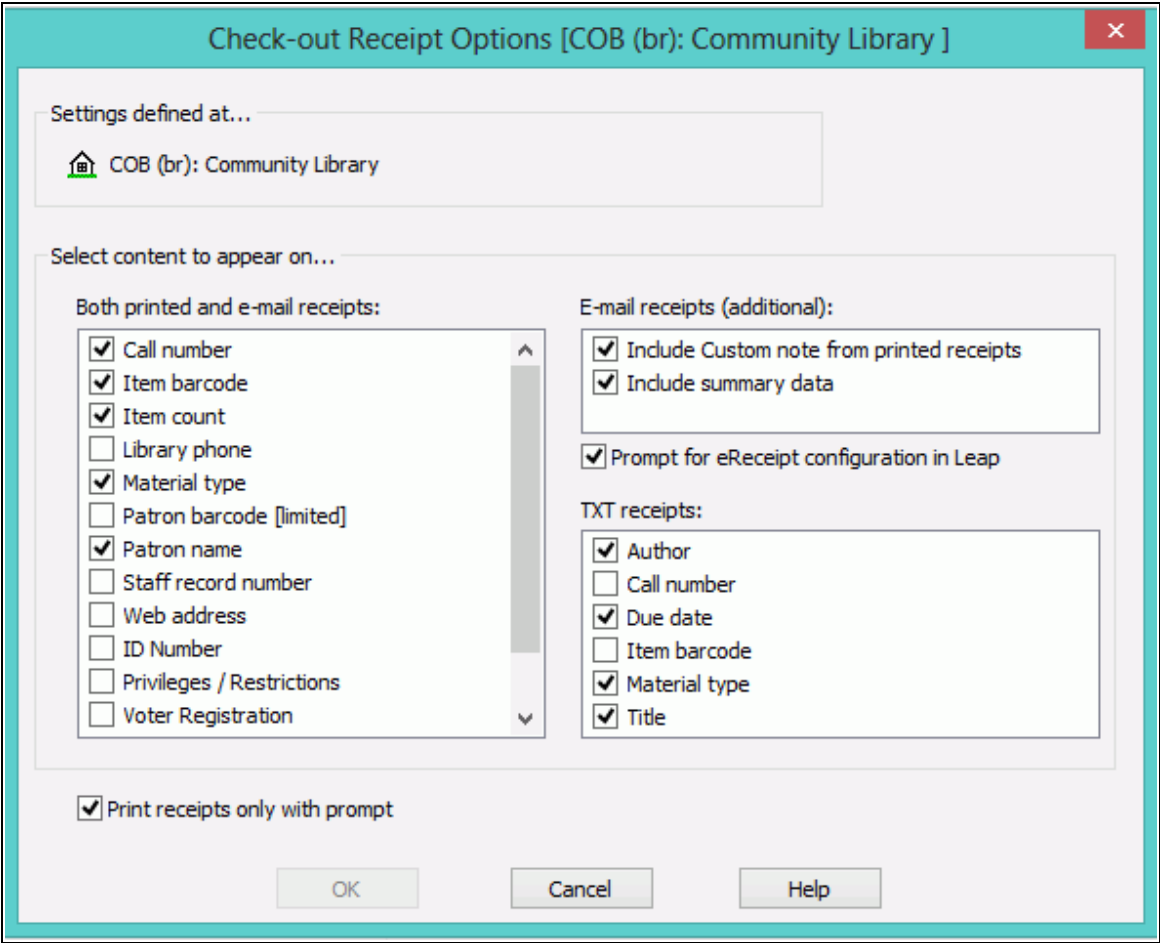 Check-out Receipt Options [COB (br): Community Library ]
Settings defined at...
COB (br): Community Library
Select content to appear on...
Both printed and e-mail receipts:
Call number
Item barcode
Item count
Library phone
Material type
Patron barcode [limited]
Patron name
Staff record number
Web address
ID Number
Privileges / Restrictions
Voter Registration
E-mail receipts (additional):
Include Custom note from printed receipts
Include summary data
Prompt for eReceipt configuration in Leap
TXT receipts:
Author
Call number
Due date
Item barcode
Material type
Title
Print receipts only with prompt
OK
Cancel
Help